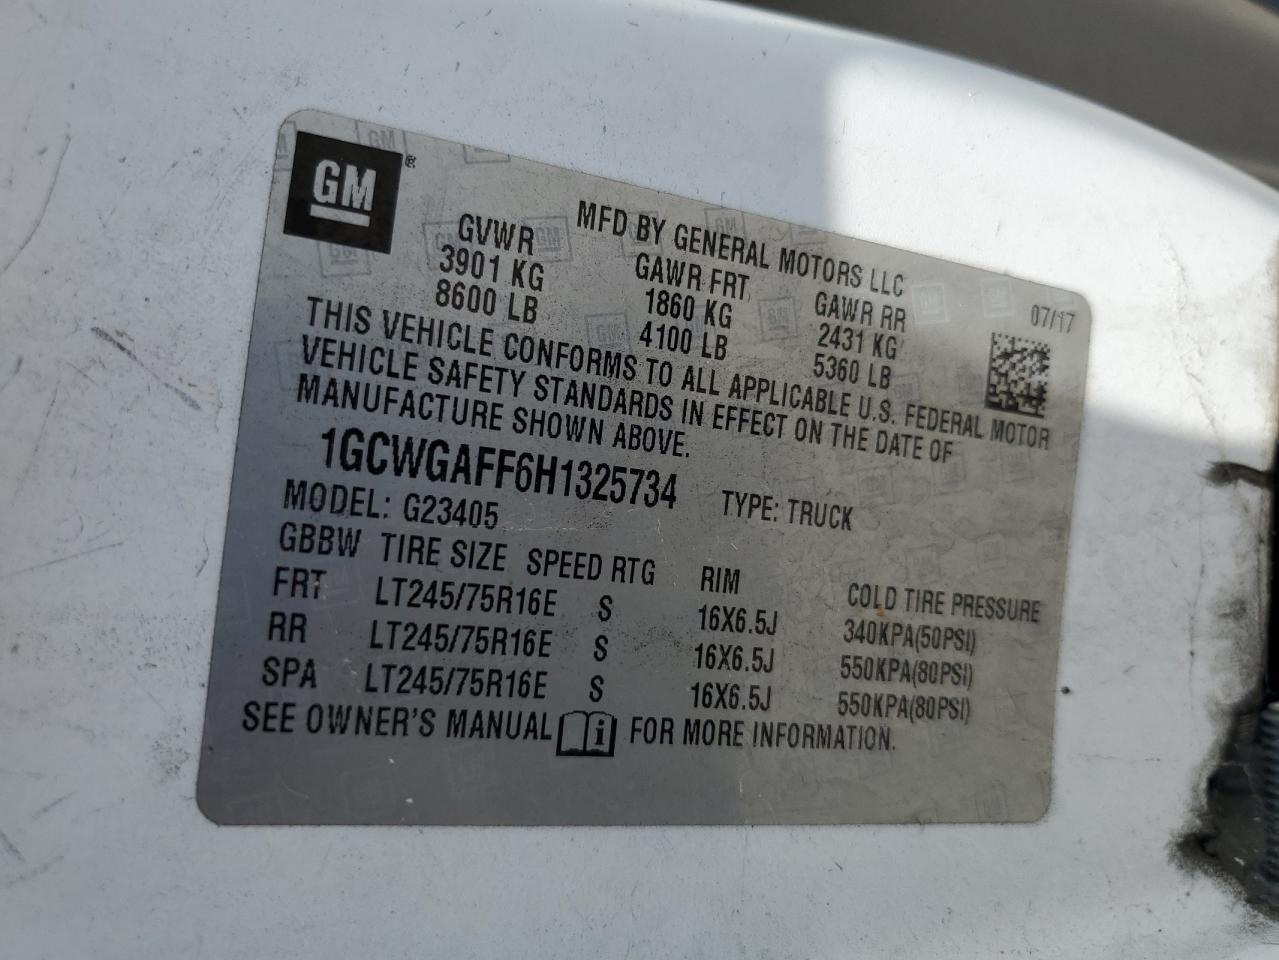 GM ®
MFD BY GENERAL MOTORS LLC 07/17
GVWR GAWR FRT GAWR RR
3901 KG 1860 KG 2431 KG
8600 LB 4100 LB 5360 LB
THIS VEHICLE CONFORMS TO ALL APPLICABLE U.S. FEDERAL MOTOR
VEHICLE SAFETY STANDARDS IN EFFECT ON THE DATE OF
MANUFACTURE SHOWN ABOVE.
1GCWGAFF6H1325734 TYPE: TRUCK
MODEL: G23405
GBBW TIRE SIZE SPEED RTG RIM COLD TIRE PRESSURE
FRT LT245/75R16E S 16X6.5J 340KPA(50PSI)
RR LT245/75R16E S 16X6.5J 550KPA(80PSI)
SPA LT245/75R16E S 16X6.5J 550KPA(80PSI)
SEE OWNER'S MANUAL i FOR MORE INFORMATION.